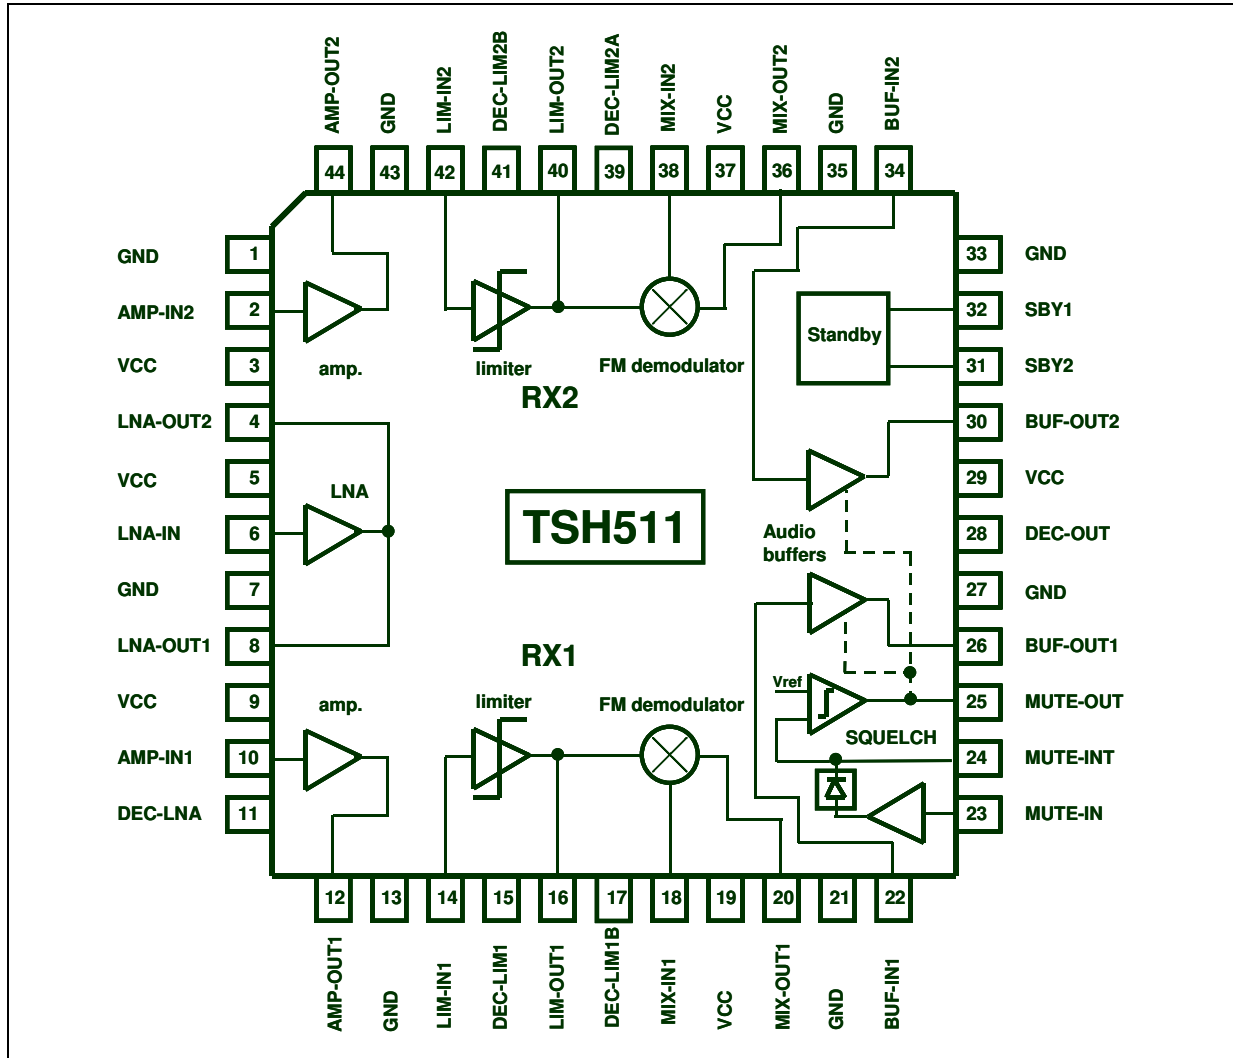 AMP-OUT2
GND
LIM-IN2
DEC-LIM2B
LIM-OUT2
DEC-LIM2A
MIX-IN2
VCC
MIX-OUT2
GND
BUF-IN2
44 43 42 41 40 39 38 37 36 35 34
GND 1
AMP-IN2 2
VCC 3
LNA-OUT2 4
VCC 5
LNA-IN 6
GND 7
LNA-OUT1 8
VCC 9
AMP-IN1 10
DEC-LNA 11
33 GND
32 SBY1
31 SBY2
30 BUF-OUT2
29 VCC
28 DEC-OUT
27 GND
26 BUF-OUT1
25 MUTE-OUT
24 MUTE-INT
23 MUTE-IN
amp.
limiter
FM demodulator
Standby
RX2
LNA
TSH511
Audio
buffers
RX1
amp.
limiter
FM demodulator
Vref
SQUELCH
12 13 14 15 16 17 18 19 20 21 22
AMP-OUT1
GND
LIM-IN1
DEC-LIM1
LIM-OUT1
DEC-LIM1B
MIX-IN1
VCC
MIX-OUT1
GND
BUF-IN1